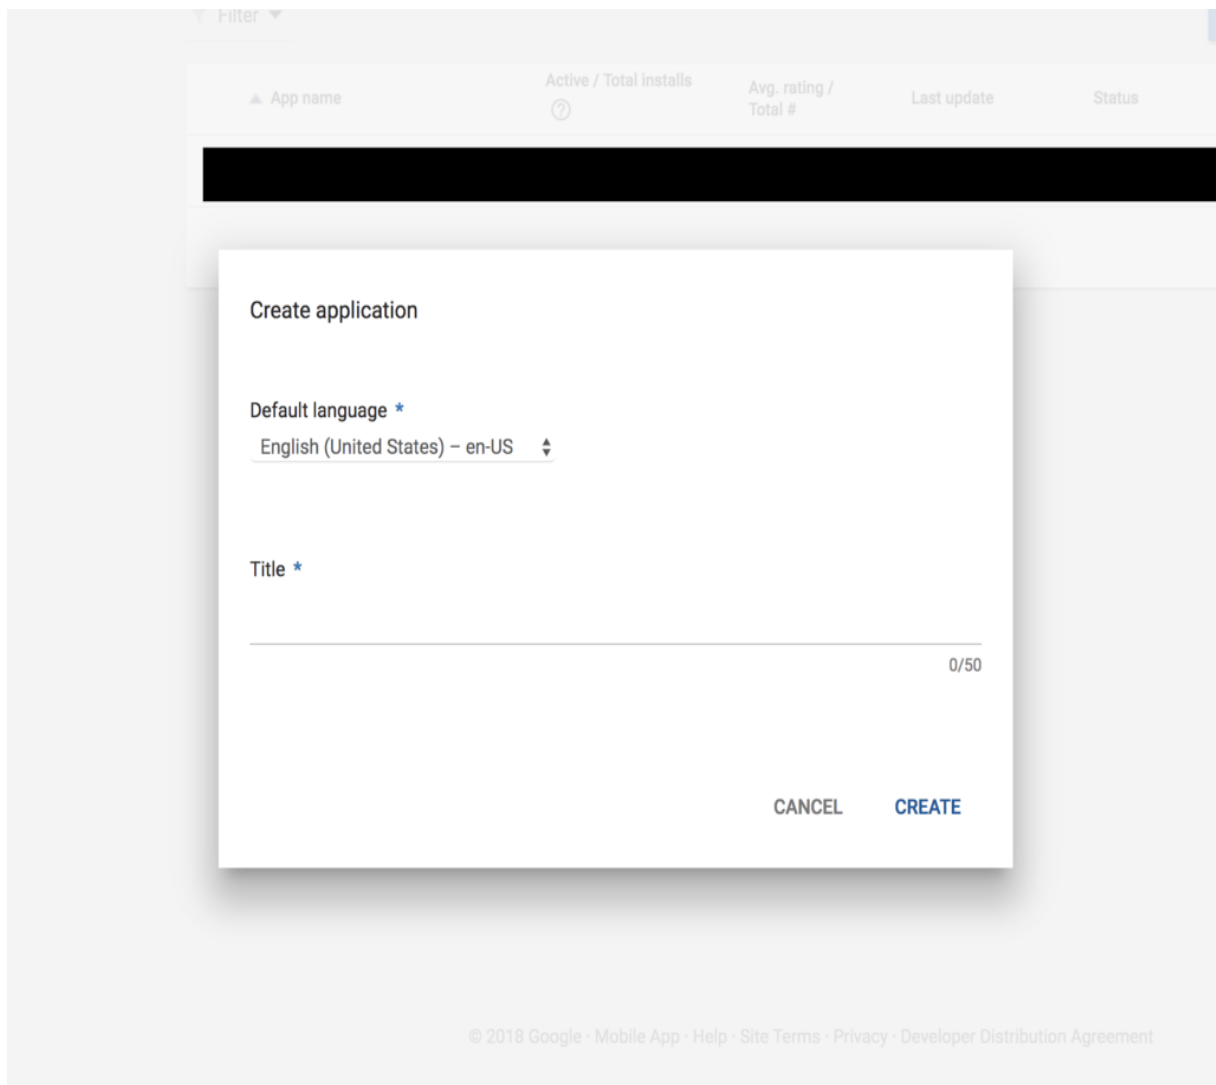 Filter
App name
Active / Total installs
Avg. rating /
Total #
Last update
Status
Create application
Default language *
English (United States) – en-US
Title *
0/50
CANCEL
CREATE
© 2018 Google · Mobile App · Help · Site Terms · Privacy · Developer Distribution Agreement